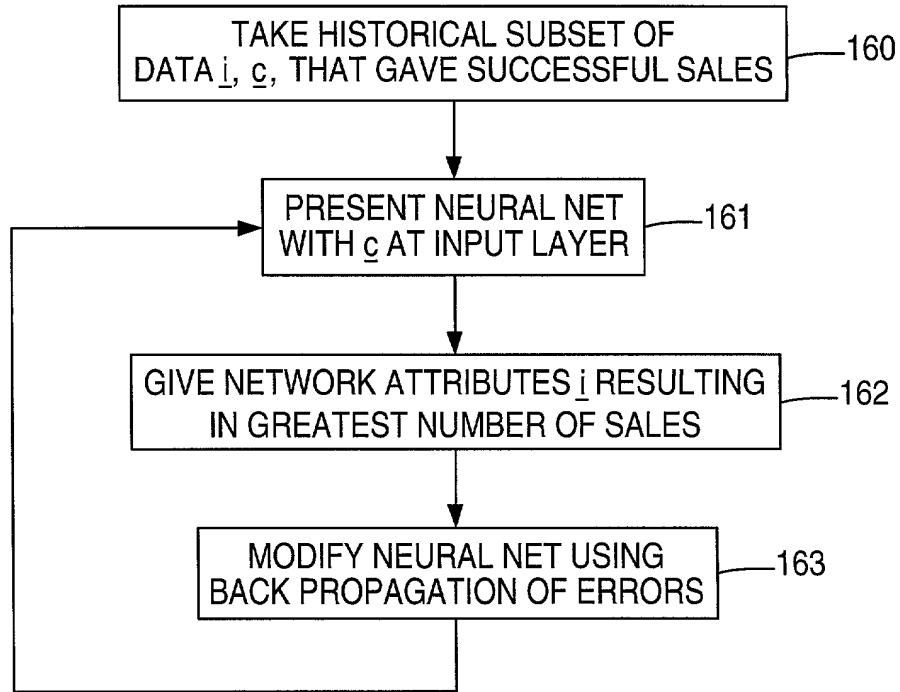 TAKE HISTORICAL SUBSET OF
DATA i, c, THAT GAVE SUCCESSFUL SALES
160
PRESENT NEURAL NET
WITH c AT INPUT LAYER
161
GIVE NETWORK ATTRIBUTES i RESULTING
IN GREATEST NUMBER OF SALES
162
MODIFY NEURAL NET USING
BACK PROPAGATION OF ERRORS
163